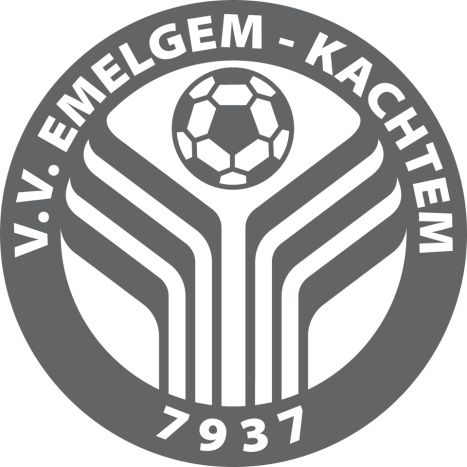 V.V. EMELGEM - KACHTEM
7937